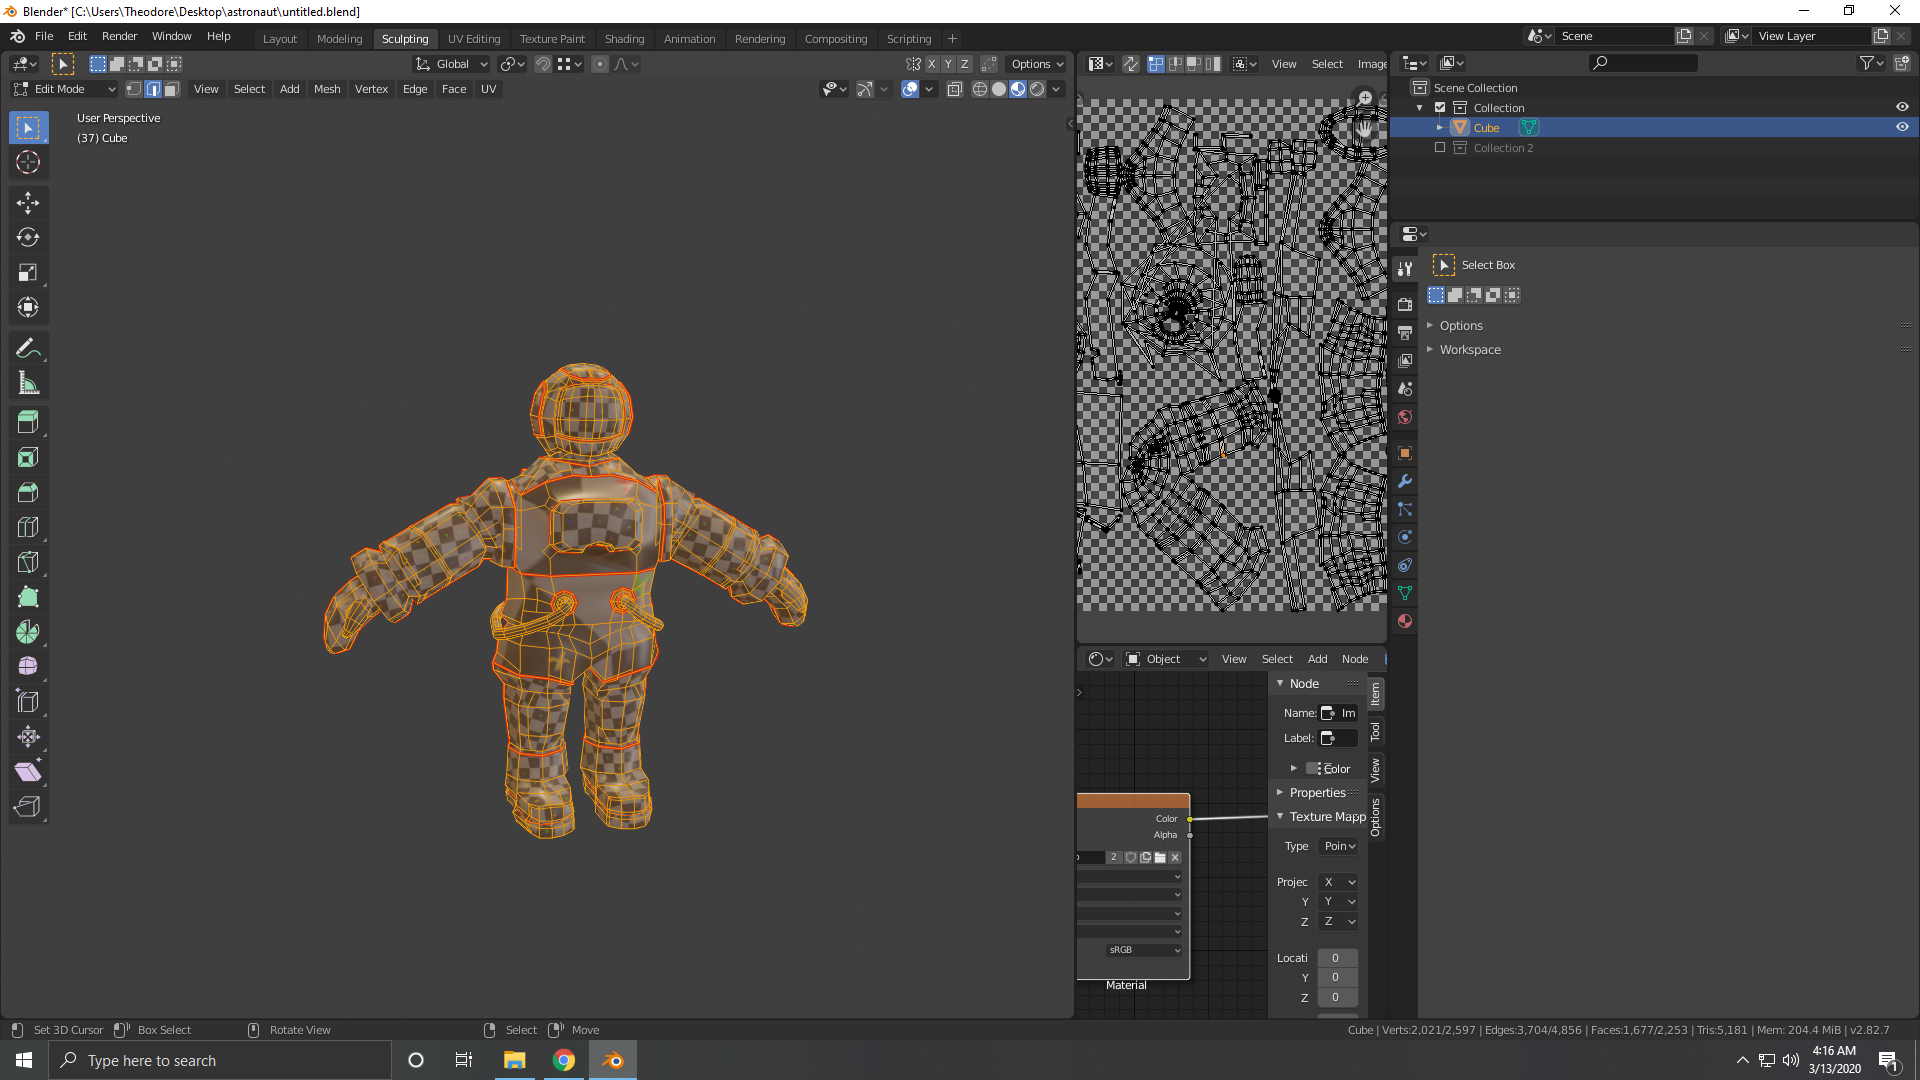 Blender* [C:\Users\Theodore\Desktop\astronaut\untitled.blend]
File Edit Render Window Help Layout Modeling Sculpting UV Editing Texture Paint Shading Animation Rendering Compositing Scripting + Scene View Layer
Global X Y Z Options View Select Image
Edit Mode View Select Add Mesh Vertex Edge Face UV
User Perspective
(37) Cube
Scene Collection
Collection
Cube
Collection 2
Select Box
Options
Workspace
Object View Select Add Node
Node
Name: Im
Label:
Color
Properties
Texture Mapp
Type Poin
Projec X
Y Y
Z Z
Locati 0
Y 0
Z 0
Item
Tool
View
Options
Color
Alpha
2
sRGB
Material
Set 3D Cursor Box Select Rotate View Select Move Cube | Verts:2,021/2,597 | Edges:3,704/4,856 | Faces:1,677/2,253 | Tris:5,181 | Mem: 204.4 MiB | v2.82.7
Type here to search
4:16 AM
3/13/2020
1